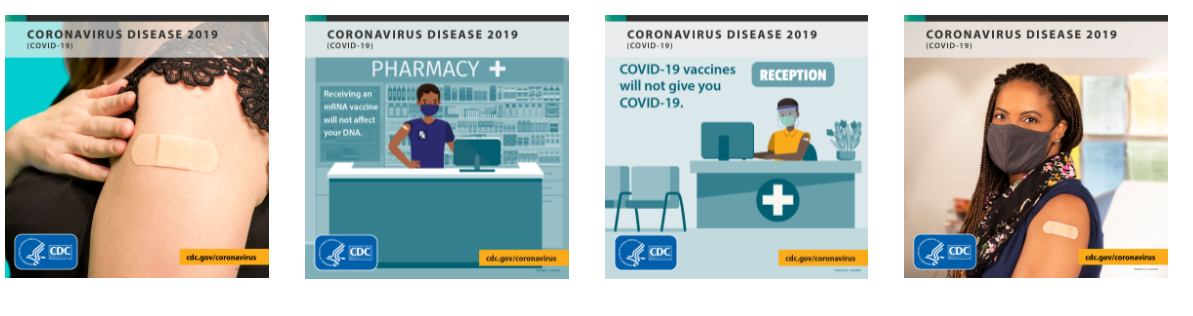 CORONAVIRUS DISEASE 2019
(COVID-19)
CDC
cdc.gov/coronavirus
CORONAVIRUS DISEASE 2019
(COVID-19)
PHARMACY
Receiving an
mRNA vaccine
will not affect
your DNA.
CDC
cdc.gov/coronavirus
CORONAVIRUS DISEASE 2019
(COVID-19)
COVID-19 vaccines
will not give you
COVID-19.
RECEPTION
CDC
cdc.gov/coronavirus
CORONAVIRUS DISEASE 2019
(COVID-19)
CDC
cdc.gov/coronavirus